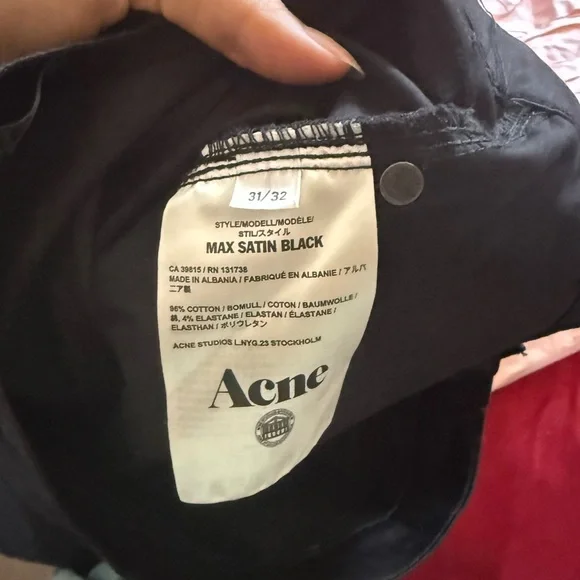 31/32
STYLE/MODELL/MODÈLE/
STIL/スタイル
MAX SATIN BLACK
CA 39815 / RN 131738
MADE IN ALBANIA / FABRIQUÉ EN ALBANIE / アルバ
ニア製
96% COTTON / BOMULL / COTON / BAUMWOLLE /
綿, 4% ELASTANE / ELASTAN / ÉLASTANE /
ELASTHAN / ポリウレタン
ACNE STUDIOS L.NYG.23 STOCKHOLM
Acne